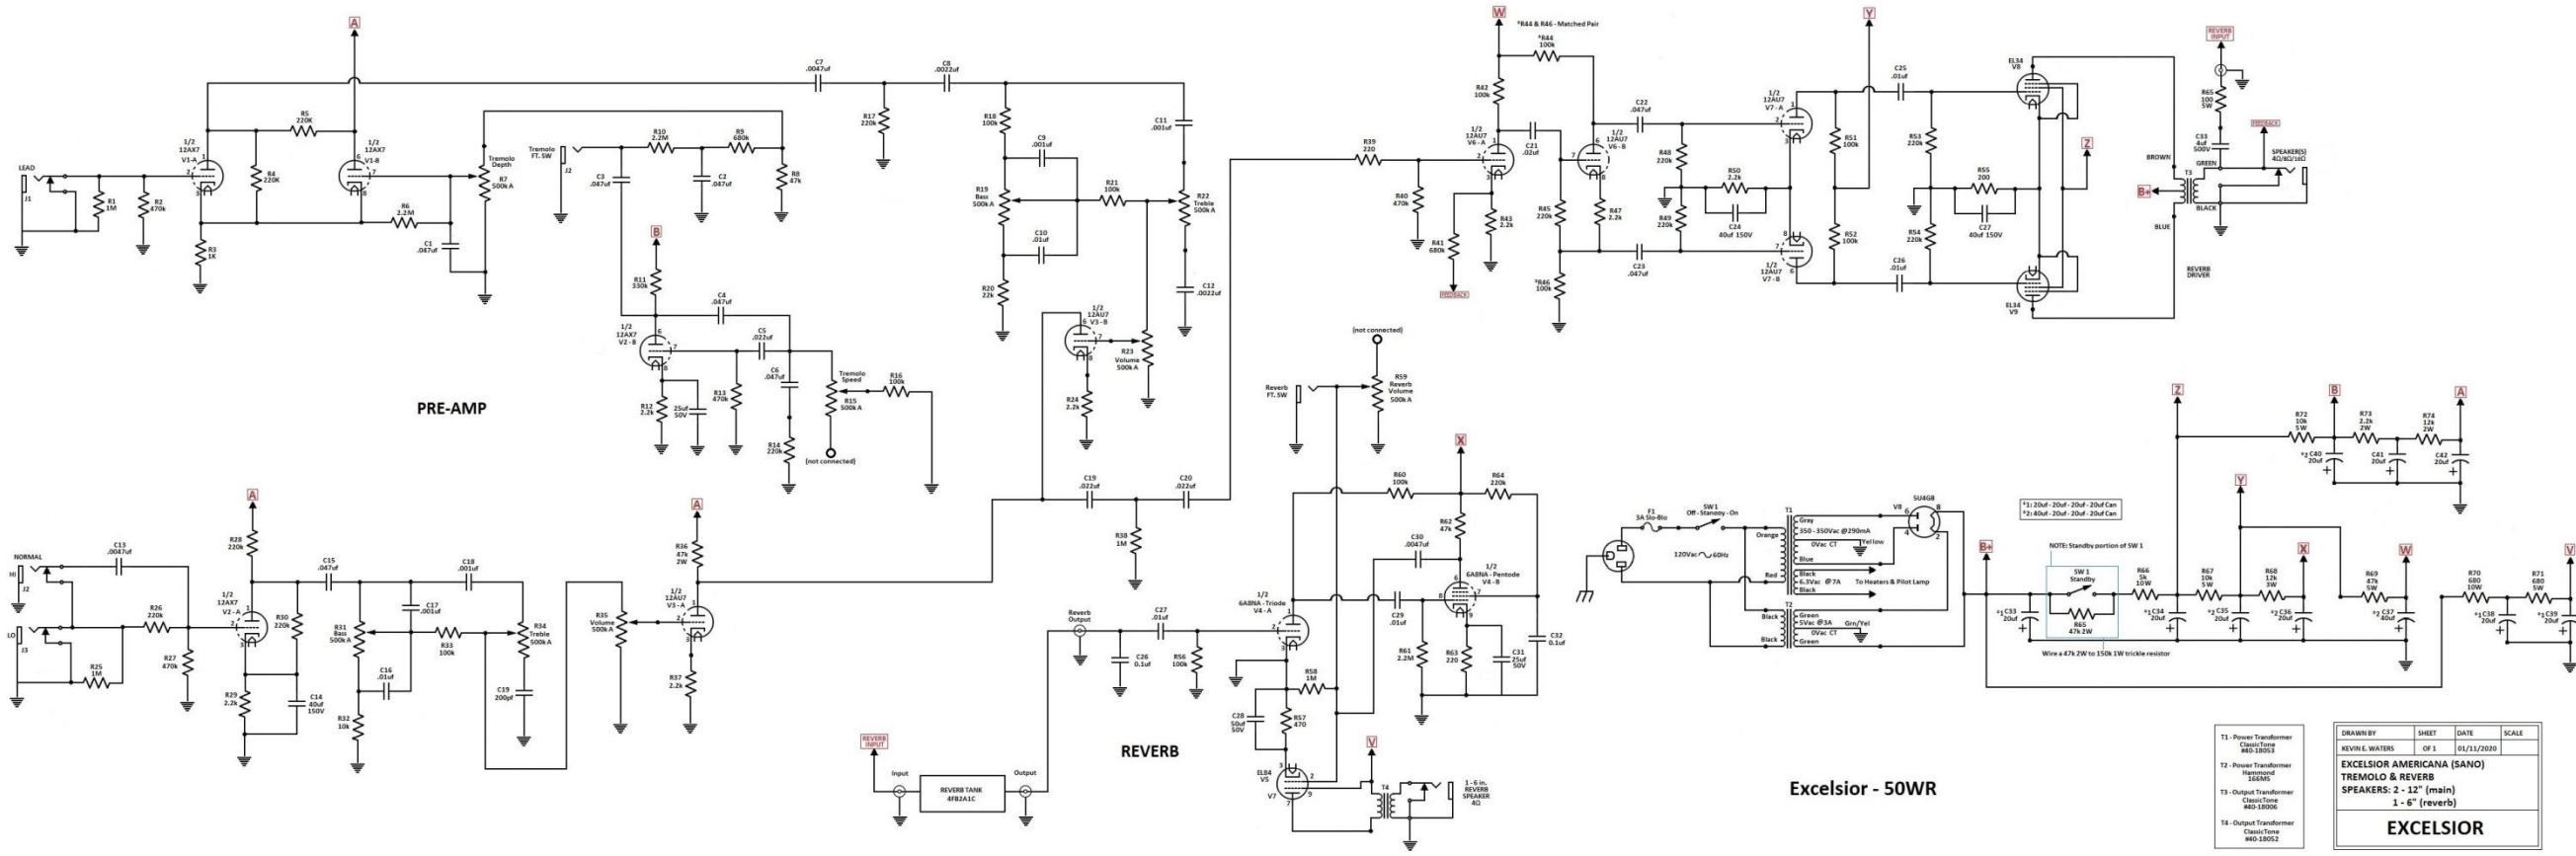 A
LEAD
J1
R1
1M
R2
470k
1/2
12AX7
V1-A
R3
1K
R4
220K
R5
220K
1/2
12AX7
V1-B
R6
2.2M
C1
.047uf
Tremolo
Depth
R7
500k A
Tremolo
FT. SW
J2
C3
.047uf
R10
2.2M
C2
.047uf
R9
680k
R8
47k
B
R11
330k
1/2
12AX7
V2 - B
R12
2.2k
25uf
50V
C4
.047uf
C5
.022uf
R13
470k
C6
.047uf
R14
220k
Tremolo
Speed
R15
500k A
R16
100k
(not connected)
C7
.0047uf
R17
220k
C8
.0022uf
R18
100k
C9
.001uf
R19
Bass
500k A
R21
100k
C10
.01uf
R20
22k
C11
.001uf
R22
Treble
500k A
C12
.0022uf
1/2
12AU7
V3 - B
R23
Volume
500k A
R24
2.2k
PRE-AMP
NORMAL
HI
J2
LO
J3
C13
.0047uf
R25
1M
R26
220k
R27
470k
A
R28
220k
1/2
12AX7
V2 - A
R29
2.2k
R30
220k
C14
40uf
150V
C15
.047uf
R31
Bass
500k A
C16
.01uf
R32
10k
C17
.001uf
R33
100k
C18
.001uf
R34
Treble
500k A
C19
200pf
R35
Volume
500k A
A
R36
47k
2W
1/2
12AU7
V3 - A
R37
2.2k
C19
.022uf
C20
.022uf
R38
1M
W
*R44 & R46 - Matched Pair
*R44
100k
R42
100k
R39
220
R40
470k
1/2
12AU7
V6 - A
R41
680k
FEEDBACK
R43
2.2k
C21
.02uf
1/2
12AU7
V6 - B
R45
220k
R47
2.2k
*R46
100k
C22
.047uf
C23
.047uf
R48
220k
R49
220k
R50
2.2k
C24
40uf 150V
1/2
12AU7
V7 - A
1/2
12AU7
V7 - B
Y
R51
100k
R52
100k
C25
.01uf
C26
.01uf
R53
220k
R54
220k
R55
200
C27
40uf 150V
EL34
V8
EL34
V9
Z
BROWN
B+
BLUE
T3
GREEN
BLACK
REVERB
DRIVER
REVERB
INPUT
R65
100
5W
C33
4uf
500V
FEEDBACK
SPEAKER(S)
4Ω/8Ω/16Ω
(not connected)
Reverb
FT. SW
R59
Reverb
Volume
500k A
X
R60
100k
R64
220k
R62
47k
C30
.0047uf
1/2
6A8NA - Triode
V4 - A
1/2
6A8NA - Pentode
V4 - B
C29
.01uf
R61
2.2M
R63
220
C31
25uf
50V
C32
0.1uf
Reverb
Output
C27
.01uf
C26
0.1uf
R56
100k
R58
1M
C28
50uf
50V
R57
470
EL84
V5
V7
V
T4
1 - 6 in.
REVERB
SPEAKER
4Ω
REVERB
REVERB
INPUT
Input
REVERB TANK
4FB2A1C
Output
F1
3A Slo-Blo
SW1
Off - Standby - On
120Vac 60Hz
T1
Gray
350 - 350Vac @290mA
Orange
0Vac CT
Yellow
Blue
Red
Black
6.3Vac @ 7A
Black
To Heaters & Pilot Lamp
T2
Black
Green
5Vac @3A
Grn/Yel
0Vac CT
Black
Green
5U4GB
V8
B+
*1: 20uf - 20uf - 20uf - 20uf Can
*2: 40uf - 20uf - 20uf - 20uf Can
NOTE: Standby portion of SW 1
SW 1
Standby
R65
47k 2W
Wire a 47k 2W to 150k 1W trickle resistor
*1 C33
20uf
R66
5k
10W
Z
*1 C34
20uf
R67
10k
5W
Y
*2 C35
20uf
R68
12k
3W
X
*2 C36
20uf
R69
47k
5W
W
*2 C37
40uf
R70
680
10W
*1 C38
20uf
R71
680
5W
V
*1 C39
20uf
R72
10k
5W
B
*2 C40
20uf
R73
2.2k
2W
C41
20uf
R74
12k
2W
A
C42
20uf
Excelsior - 50WR
T1 - Power Transformer
ClassicTone
#40-18053
T2 - Power Transformer
Hammond
166M5
T3 - Output Transformer
ClassicTone
#40-18006
T4 - Output Transformer
ClassicTone
#40-18052
DRAWN BY SHEET DATE SCALE
KEVIN E. WATERS OF 1 01/11/2020
EXCELSIOR AMERICANA (SANO)
TREMOLO & REVERB
SPEAKERS: 2 - 12" (main)
1 - 6" (reverb)
EXCELSIOR